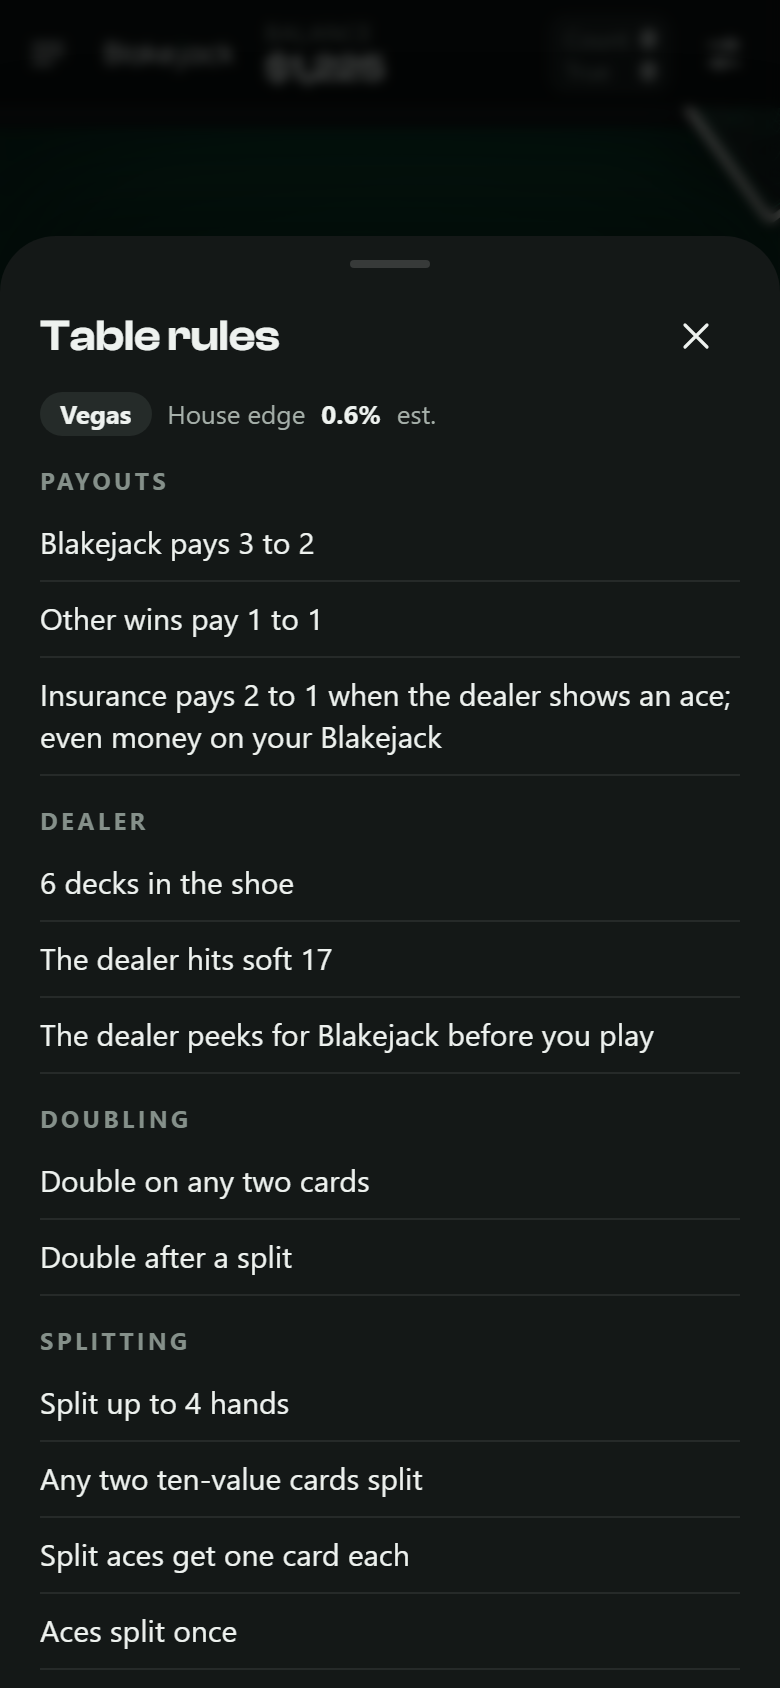 Blakejack
BALANCE
$1,225
Table rules
Vegas House edge 0.6% est.
PAYOUTS
Blakejack pays 3 to 2
Other wins pay 1 to 1
Insurance pays 2 to 1 when the dealer shows an ace;
even money on your Blakejack
DEALER
6 decks in the shoe
The dealer hits soft 17
The dealer peeks for Blakejack before you play
DOUBLING
Double on any two cards
Double after a split
SPLITTING
Split up to 4 hands
Any two ten-value cards split
Split aces get one card each
Aces split once